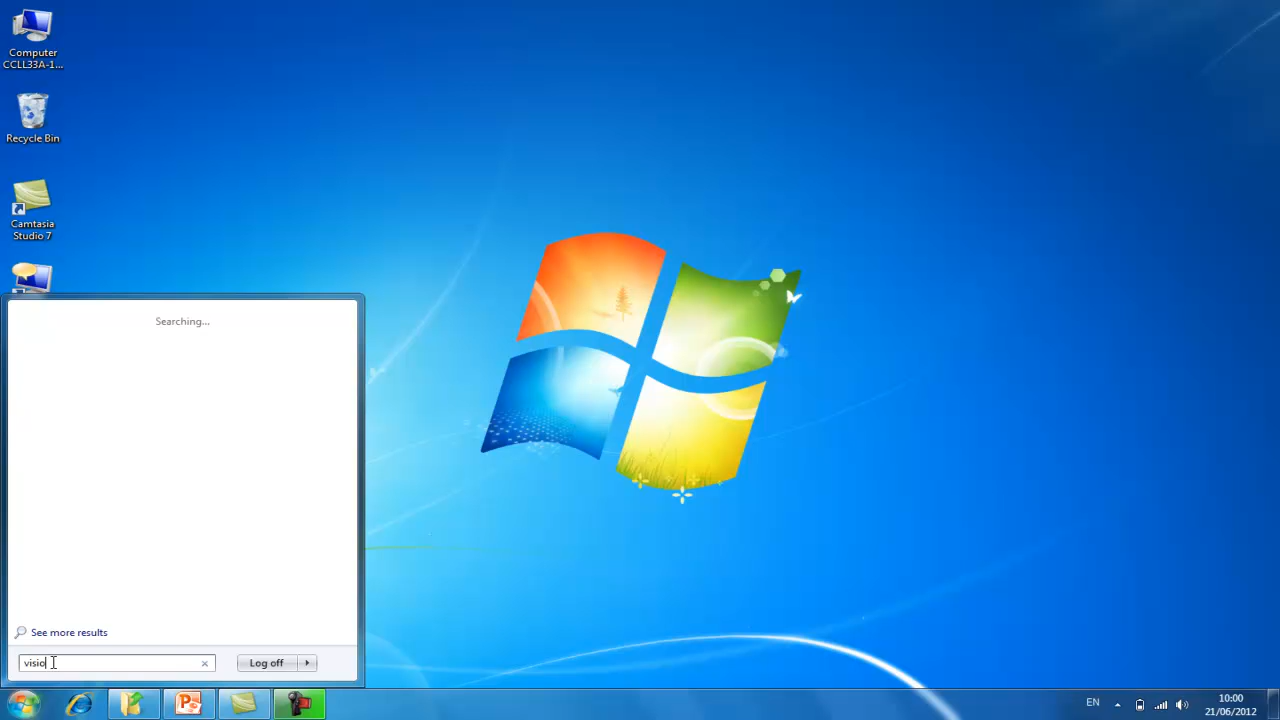 Computer
CCLL33A-1...
Recycle Bin
Camtasia
Studio 7
Searching...
See more results
visio
Log off
EN
10:00
21/06/2012